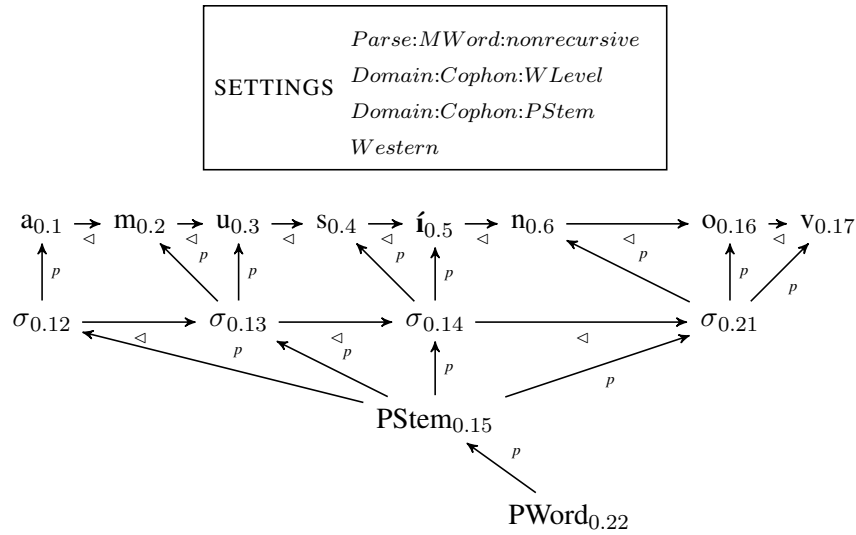 Parse:MWord:nonrecursive
SETTINGS Domain:Cophon:WLevel
Domain:Cophon:PStem
Western
a0.1 ◁ m0.2 ◁ u0.3 ◁ s0.4 ◁ í0.5 ◁ n0.6 ◁ o0.16 ◁ v0.17
p p p p p p p p
σ0.12 ◁ σ0.13 ◁ σ0.14 ◁ σ0.21
p p p p
PStem0.15
p
PWord0.22